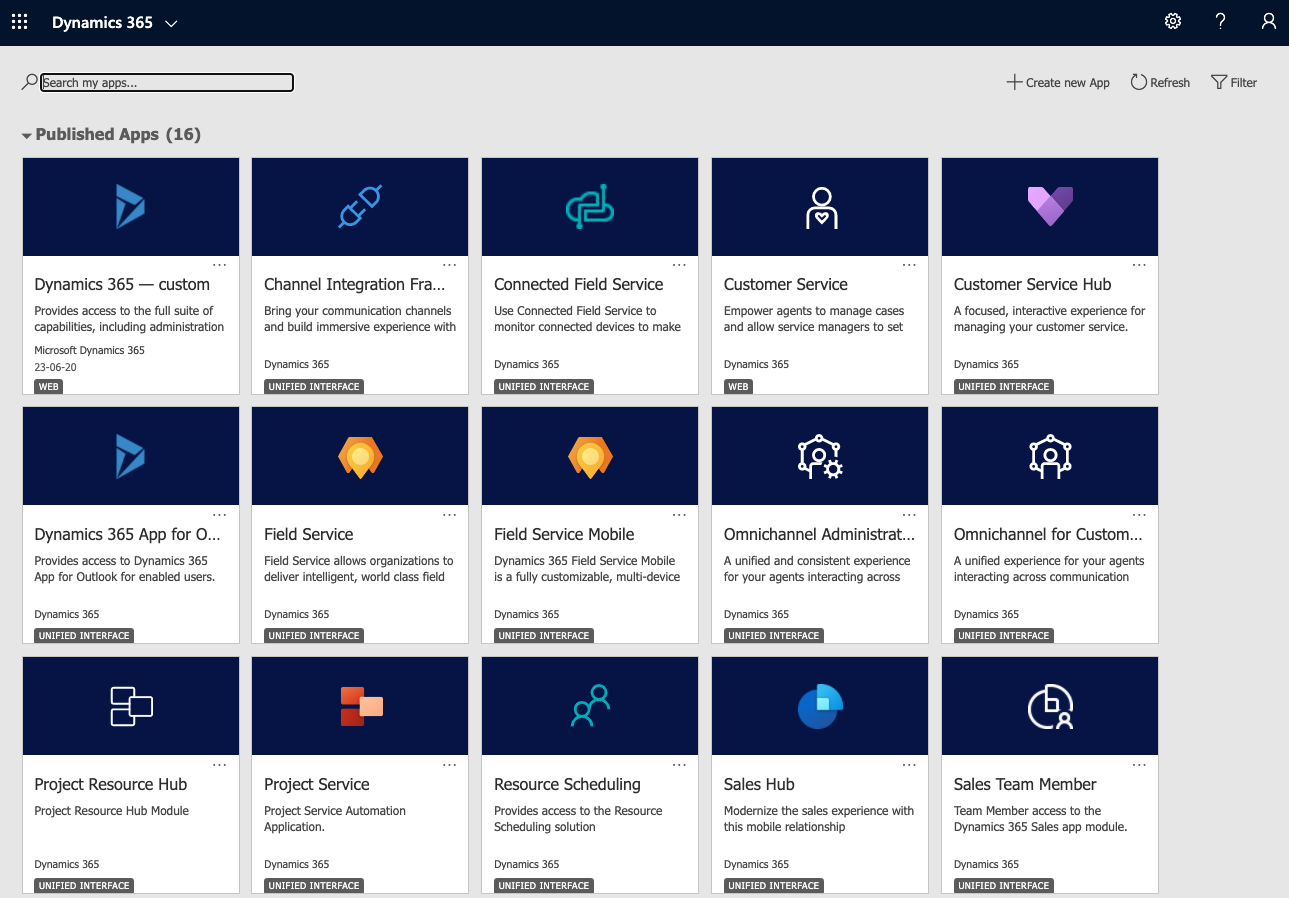 Dynamics 365
Search my apps...
Create new App
Refresh
Filter
Published Apps (16)
...
Dynamics 365 — custom
Provides access to the full suite of
capabilities, including administration
Microsoft Dynamics 365
23-06-20
WEB
...
Channel Integration Fra...
Bring your communication channels
and build immersive experience with
Dynamics 365
UNIFIED INTERFACE
...
Connected Field Service
Use Connected Field Service to
monitor connected devices to make
Dynamics 365
UNIFIED INTERFACE
...
Customer Service
Empower agents to manage cases
and allow service managers to set
Dynamics 365
WEB
...
Customer Service Hub
A focused, interactive experience for
managing your customer service.
Dynamics 365
UNIFIED INTERFACE
...
Dynamics 365 App for O...
Provides access to Dynamics 365
App for Outlook for enabled users.
Dynamics 365
UNIFIED INTERFACE
...
Field Service
Field Service allows organizations to
deliver intelligent, world class field
Dynamics 365
UNIFIED INTERFACE
...
Field Service Mobile
Dynamics 365 Field Service Mobile
is a fully customizable, multi-device
Dynamics 365
UNIFIED INTERFACE
...
Omnichannel Administrat...
A unified and consistent experience
for your agents interacting across
Dynamics 365
UNIFIED INTERFACE
...
Omnichannel for Custom...
A unified experience for your agents
interacting across communication
Dynamics 365
UNIFIED INTERFACE
...
Project Resource Hub
Project Resource Hub Module
Dynamics 365
UNIFIED INTERFACE
...
Project Service
Project Service Automation
Application.
Dynamics 365
UNIFIED INTERFACE
...
Resource Scheduling
Provides access to the Resource
Scheduling solution
Dynamics 365
UNIFIED INTERFACE
...
Sales Hub
Modernize the sales experience with
this mobile relationship
Dynamics 365
UNIFIED INTERFACE
...
Sales Team Member
Team Member access to the
Dynamics 365 Sales app module.
Dynamics 365
UNIFIED INTERFACE